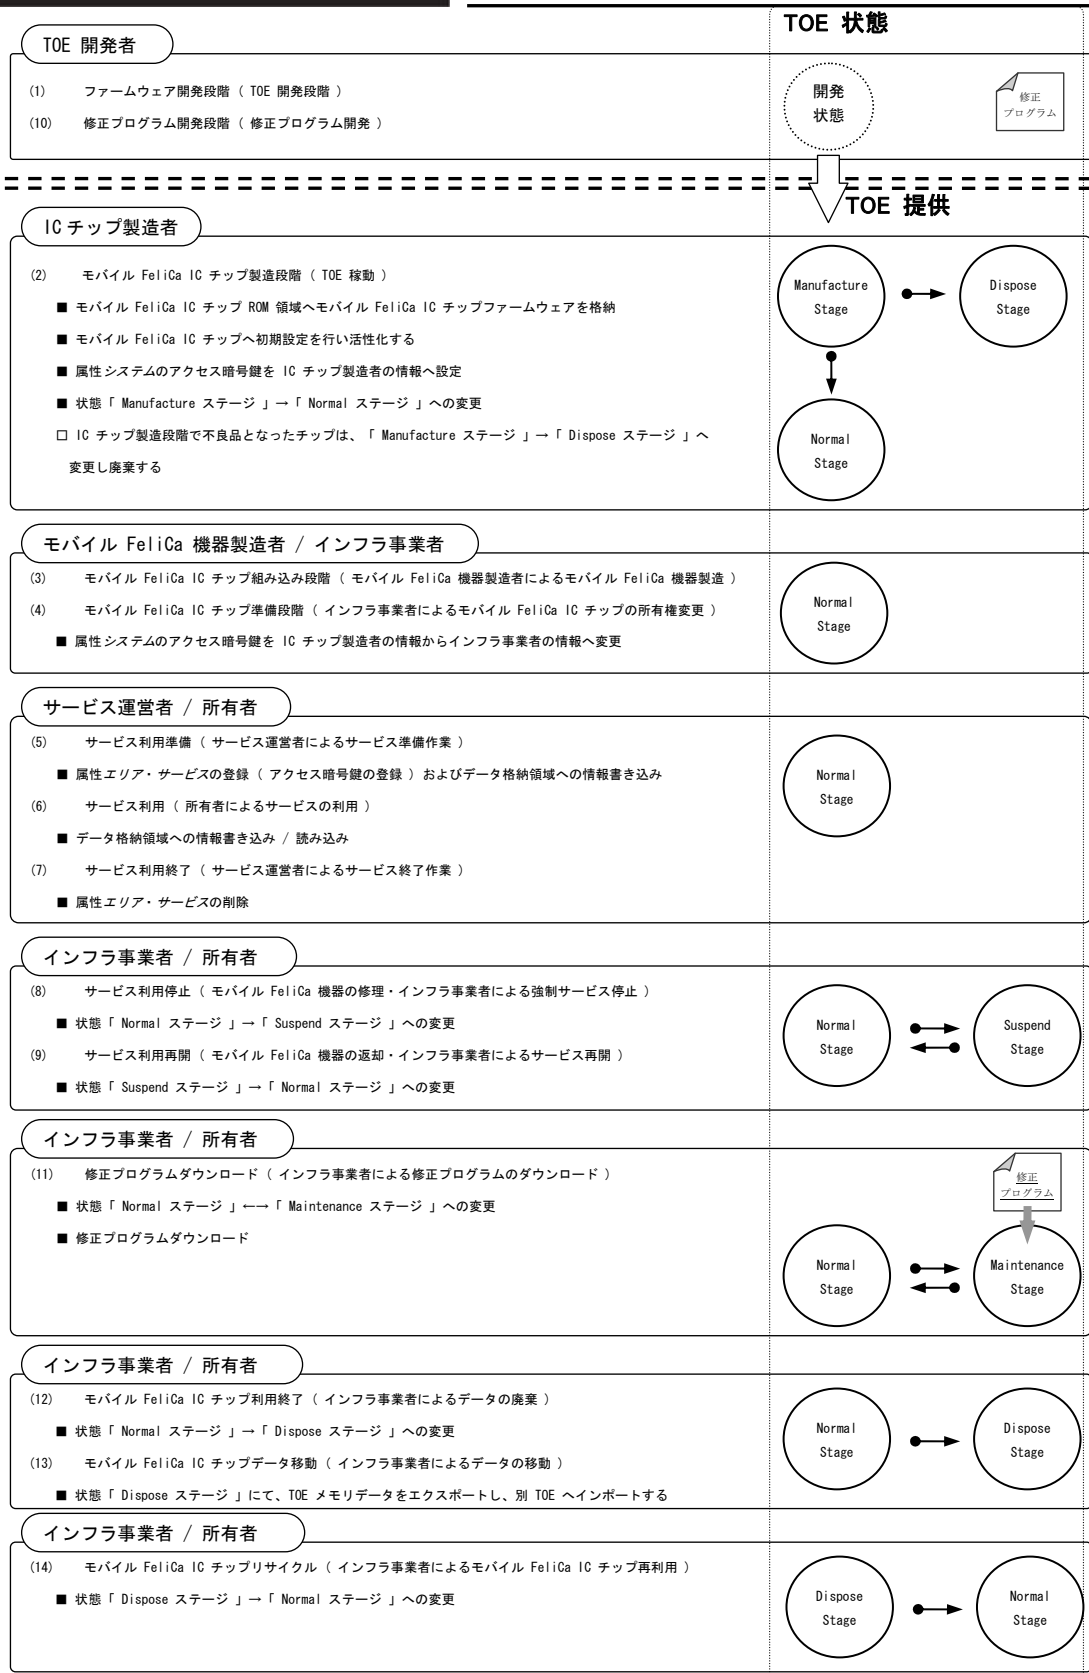 TOE 状態
TOE 開発者
(1) ファームウェア開発段階（ TOE 開発段階 ）
(10) 修正プログラム開発段階（ 修正プログラム開発 ）
開発
状態
修正
プログラム
TOE 提供
IC チップ製造者
(2) モバイル FeliCa IC チップ製造段階（ TOE 稼動 ）
■ モバイル FeliCa IC チップ ROM 領域へモバイル FeliCa IC チップファームウェアを格納
■ モバイル FeliCa IC チップへ初期設定を行い活性化する
■ 属性システムのアクセス暗号鍵を IC チップ製造者の情報へ設定
■ 状態「 Manufacture ステージ 」→「 Normal ステージ 」への変更
□ IC チップ製造段階で不良品となったチップは、「 Manufacture ステージ 」→「 Dispose ステージ 」へ
変更し廃棄する
Manufacture
Stage
Dispose
Stage
Normal
Stage
モバイル FeliCa 機器製造者 / インフラ事業者
(3) モバイル FeliCa IC チップ組み込み段階（ モバイル FeliCa 機器製造者によるモバイル FeliCa 機器製造 ）
(4) モバイル FeliCa IC チップ準備段階（ インフラ事業者によるモバイル FeliCa IC チップの所有権変更 ）
■ 属性システムのアクセス暗号鍵を IC チップ製造者の情報からインフラ事業者の情報へ変更
Normal
Stage
サービス運営者 / 所有者
(5) サービス利用準備（ サービス運営者によるサービス準備作業 ）
■ 属性エリア・サービスの登録（ アクセス暗号鍵の登録 ）およびデータ格納領域への情報書き込み
(6) サービス利用（ 所有者によるサービスの利用 ）
■ データ格納領域への情報書き込み / 読み込み
(7) サービス利用終了（ サービス運営者によるサービス終了作業 ）
■ 属性エリア・サービスの削除
Normal
Stage
インフラ事業者 / 所有者
(8) サービス利用停止（ モバイル FeliCa 機器の修理・インフラ事業者による強制サービス停止 ）
■ 状態「 Normal ステージ 」→「 Suspend ステージ 」への変更
(9) サービス利用再開（ モバイル FeliCa 機器の返却・インフラ事業者によるサービス再開 ）
■ 状態「 Suspend ステージ 」→「 Normal ステージ 」への変更
Normal
Stage
Suspend
Stage
インフラ事業者 / 所有者
(11) 修正プログラムダウンロード（ インフラ事業者による修正プログラムのダウンロード ）
■ 状態「 Normal ステージ 」←→「 Maintenance ステージ 」への変更
■ 修正プログラムダウンロード
修正
プログラム
Normal
Stage
Maintenance
Stage
インフラ事業者 / 所有者
(12) モバイル FeliCa IC チップ利用終了（ インフラ事業者によるデータの廃棄 ）
■ 状態「 Normal ステージ 」→「 Dispose ステージ 」への変更
(13) モバイル FeliCa IC チップデータ移動（ インフラ事業者によるデータの移動 ）
■ 状態「 Dispose ステージ 」にて、TOE メモリデータをエクスポートし、別 TOE へインポートする
Normal
Stage
Dispose
Stage
インフラ事業者 / 所有者
(14) モバイル FeliCa IC チップリサイクル（ インフラ事業者によるモバイル FeliCa IC チップ再利用 ）
■ 状態「 Dispose ステージ 」→「 Normal ステージ 」への変更
Dispose
Stage
Normal
Stage